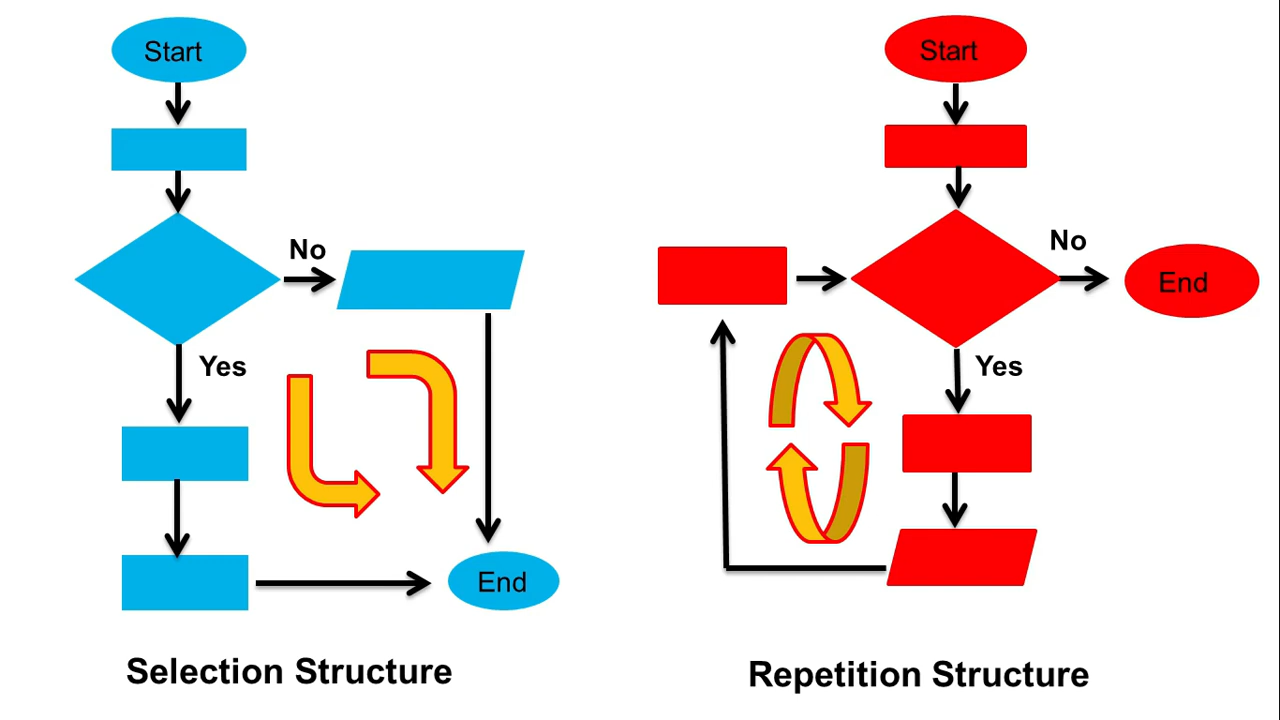 Start
No
Yes
End
Selection Structure
Start
No
End
Yes
Repetition Structure